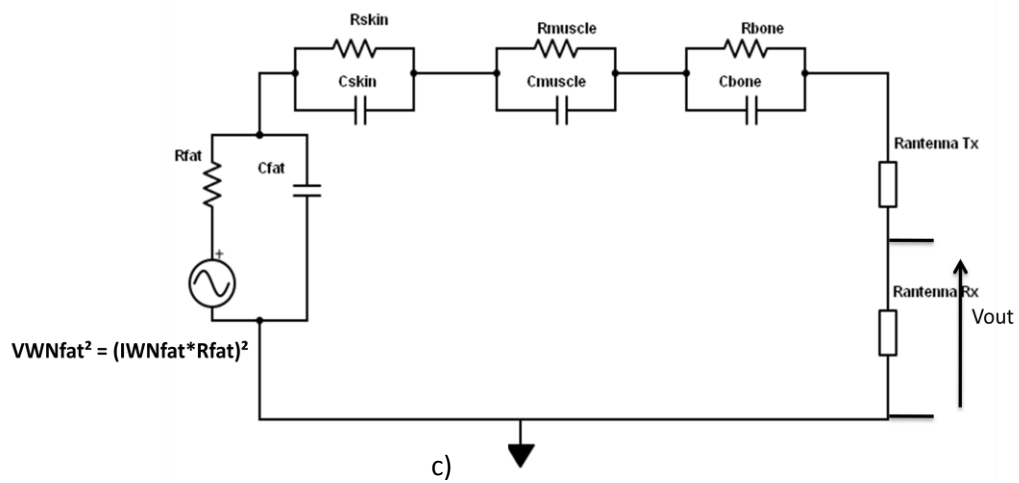 Rskin
Rmuscle
Rbone
Cskin
Cmuscle
Cbone
Rfat
Cfat
Rantenna Tx
+
Rantenna Rx
Vout
VWNfat² = (IWNfat*Rfat)²
c)